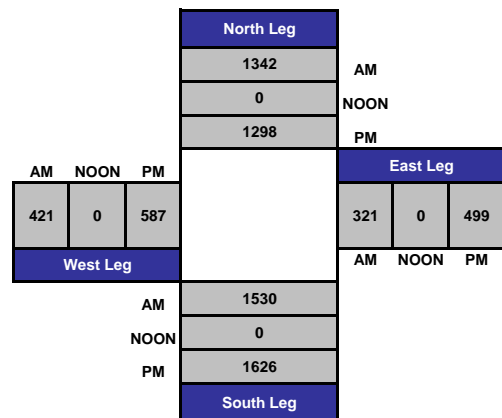 North Leg
1342 AM
0 NOON
1298 PM
AM NOON PM
East Leg
421 0 587
321 0 499
West Leg
AM NOON PM
AM 1530
NOON 0
PM 1626
South Leg